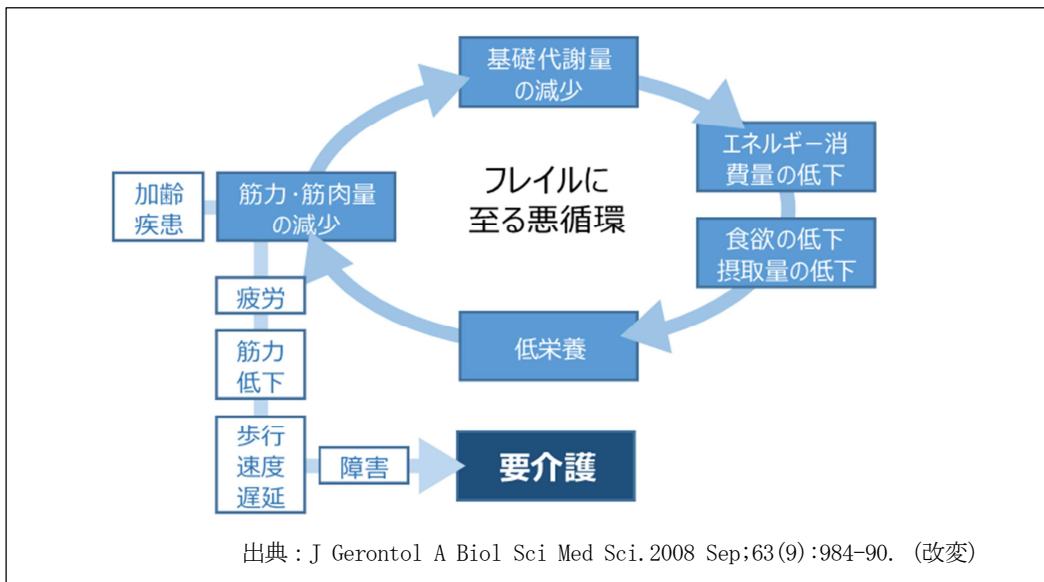 基礎代謝量
の減少
エネルギー消
費量の低下
フレイルに
至る悪循環
加齢
疾患
筋力・筋肉量
の減少
食欲の低下
摂取量の低下
疲労
低栄養
筋力
低下
歩行
速度
遅延
障害
要介護
出典：J Gerontol A Biol Sci Med Sci.2008 Sep;63(9):984-90. (改変)